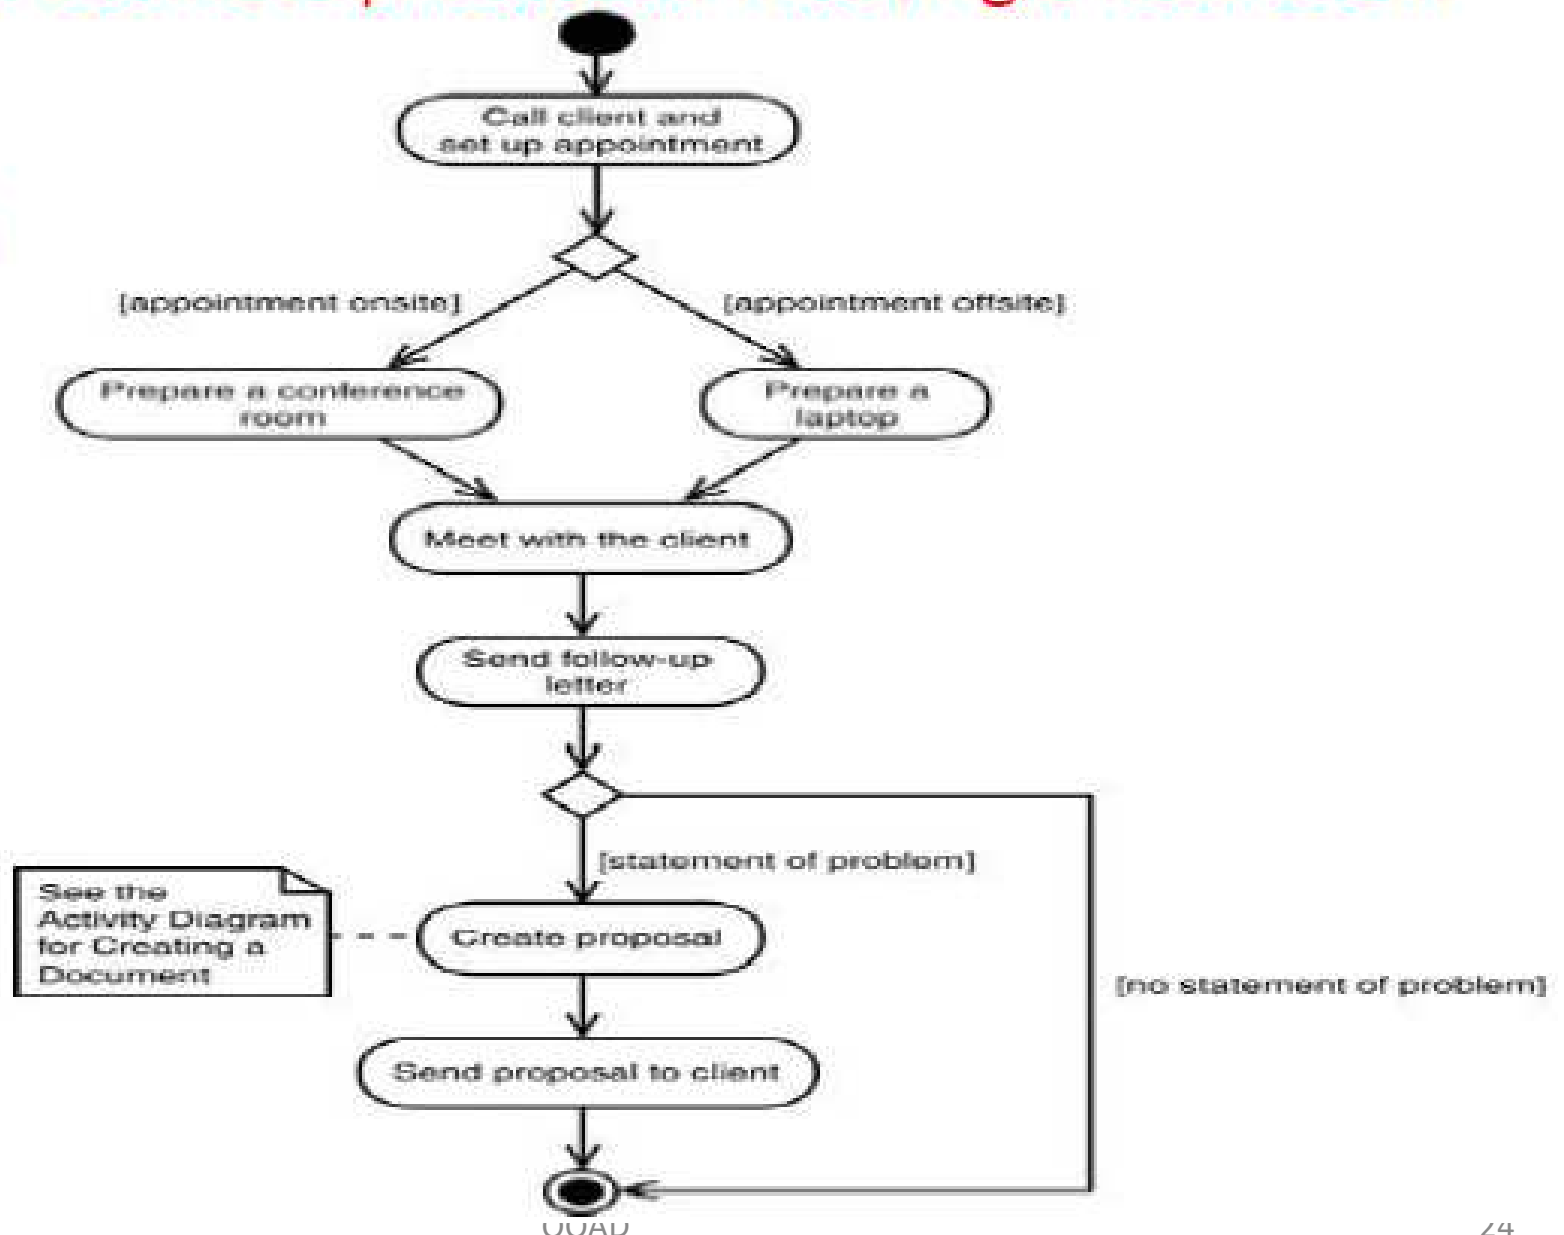 Call client and
set up appointment
[appointment onsite]
[appointment offsite]
Prepare a conference
room
Prepare a
laptop
Meet with the client
Send follow-up
letter
[statement of problem]
See the
Activity Diagram
for Creating a
Document
Create proposal
[no statement of problem]
Send proposal to client
OOAD
24